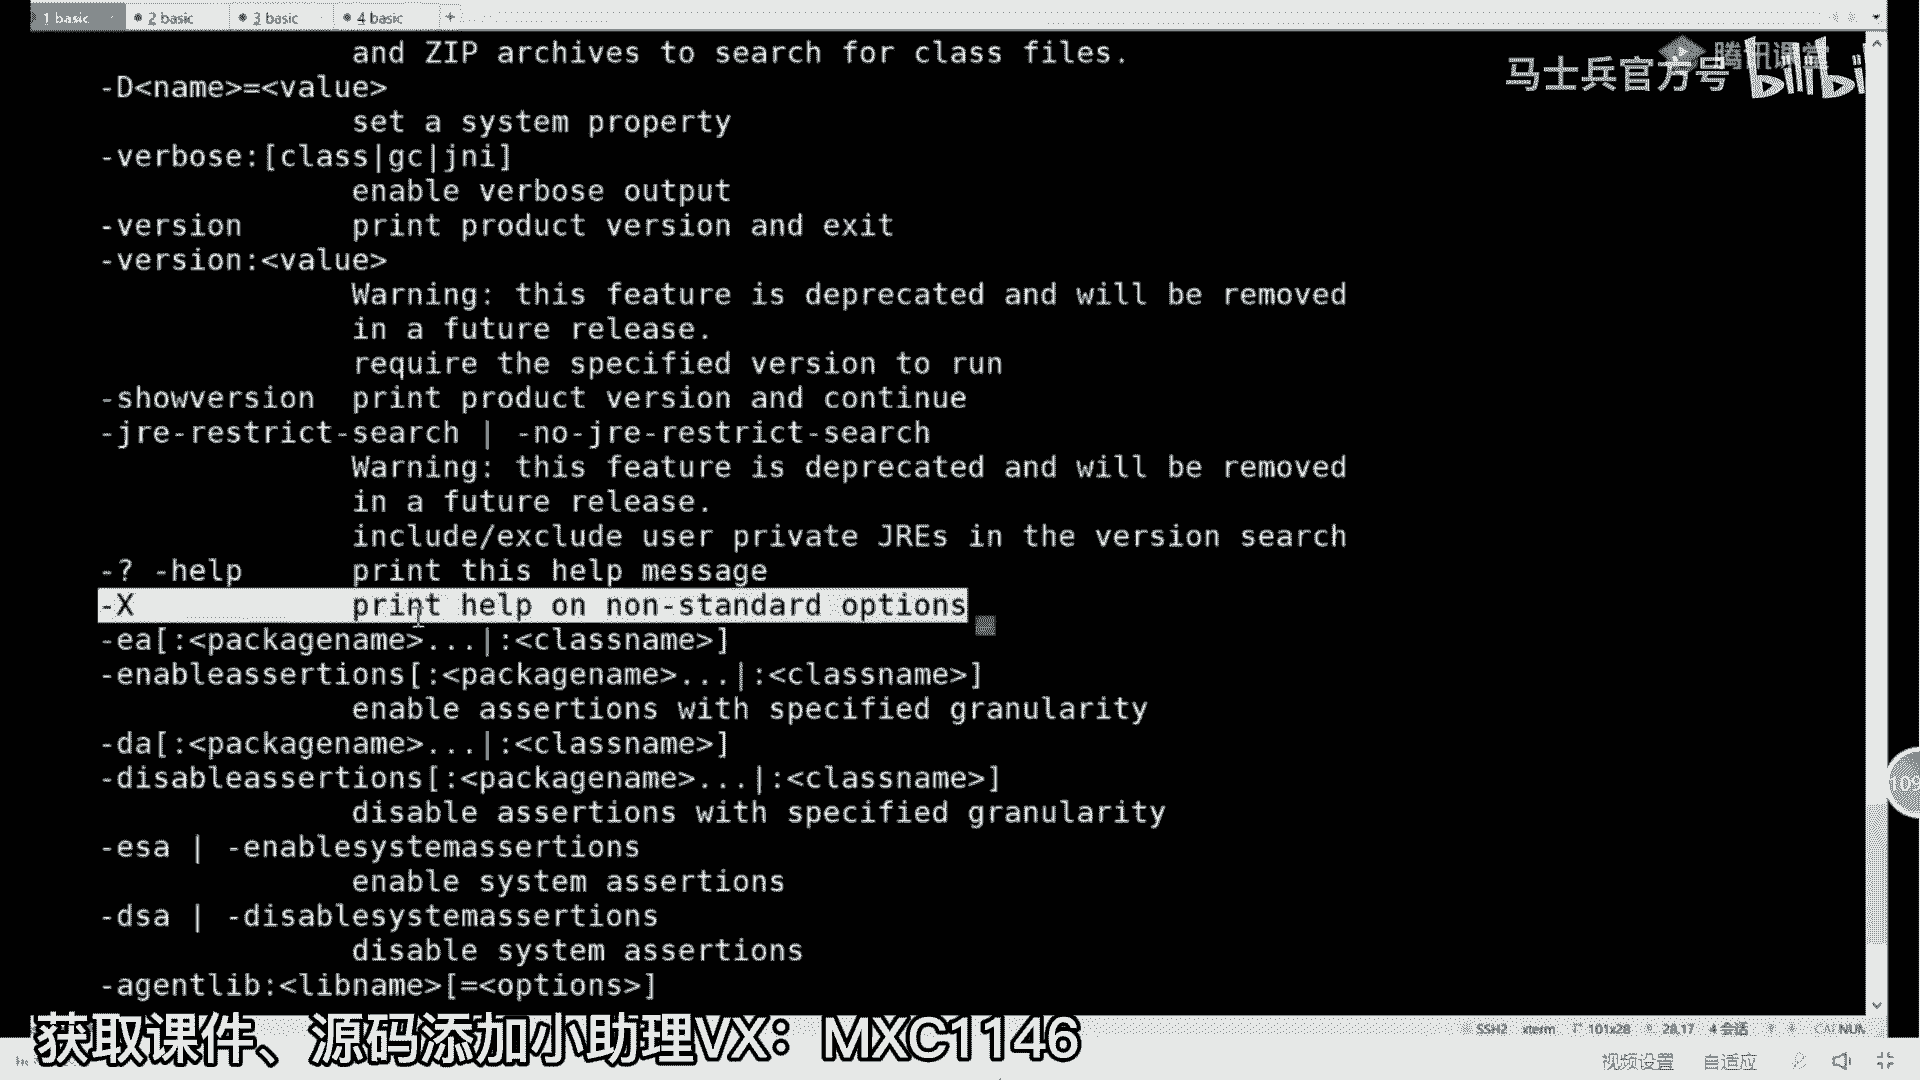 1 basic
2 basic
3 basic
4 basic
+
and ZIP archives to search for class files.
-D<name>=<value>
set a system property
-verbose:[class|gc|jni]
enable verbose output
-version print product version and exit
-version:<value>
Warning: this feature is deprecated and will be removed
in a future release.
require the specified version to run
-showversion print product version and continue
-jre-restrict-search | -no-jre-restrict-search
Warning: this feature is deprecated and will be removed
in a future release.
include/exclude user private JREs in the version search
-? -help print this help message
-X print help on non-standard options
-ea[:<packagename>...|:<classname>]
-enableassertions[:<packagename>...|:<classname>]
enable assertions with specified granularity
-da[:<packagename>...|:<classname>]
-disableassertions[:<packagename>...|:<classname>]
disable assertions with specified granularity
-esa | -enablesystemassertions
enable system assertions
-dsa | -disablesystemassertions
disable system assertions
-agentlib:<libname>[=<options>]
腾讯课堂
马士兵官方号 bilibili
109
获取课件、源码添加小助理VX：MXC1146
SSH2 xterm 101x28 28,17 4 会话 CAP NUM
视频设置 自适应